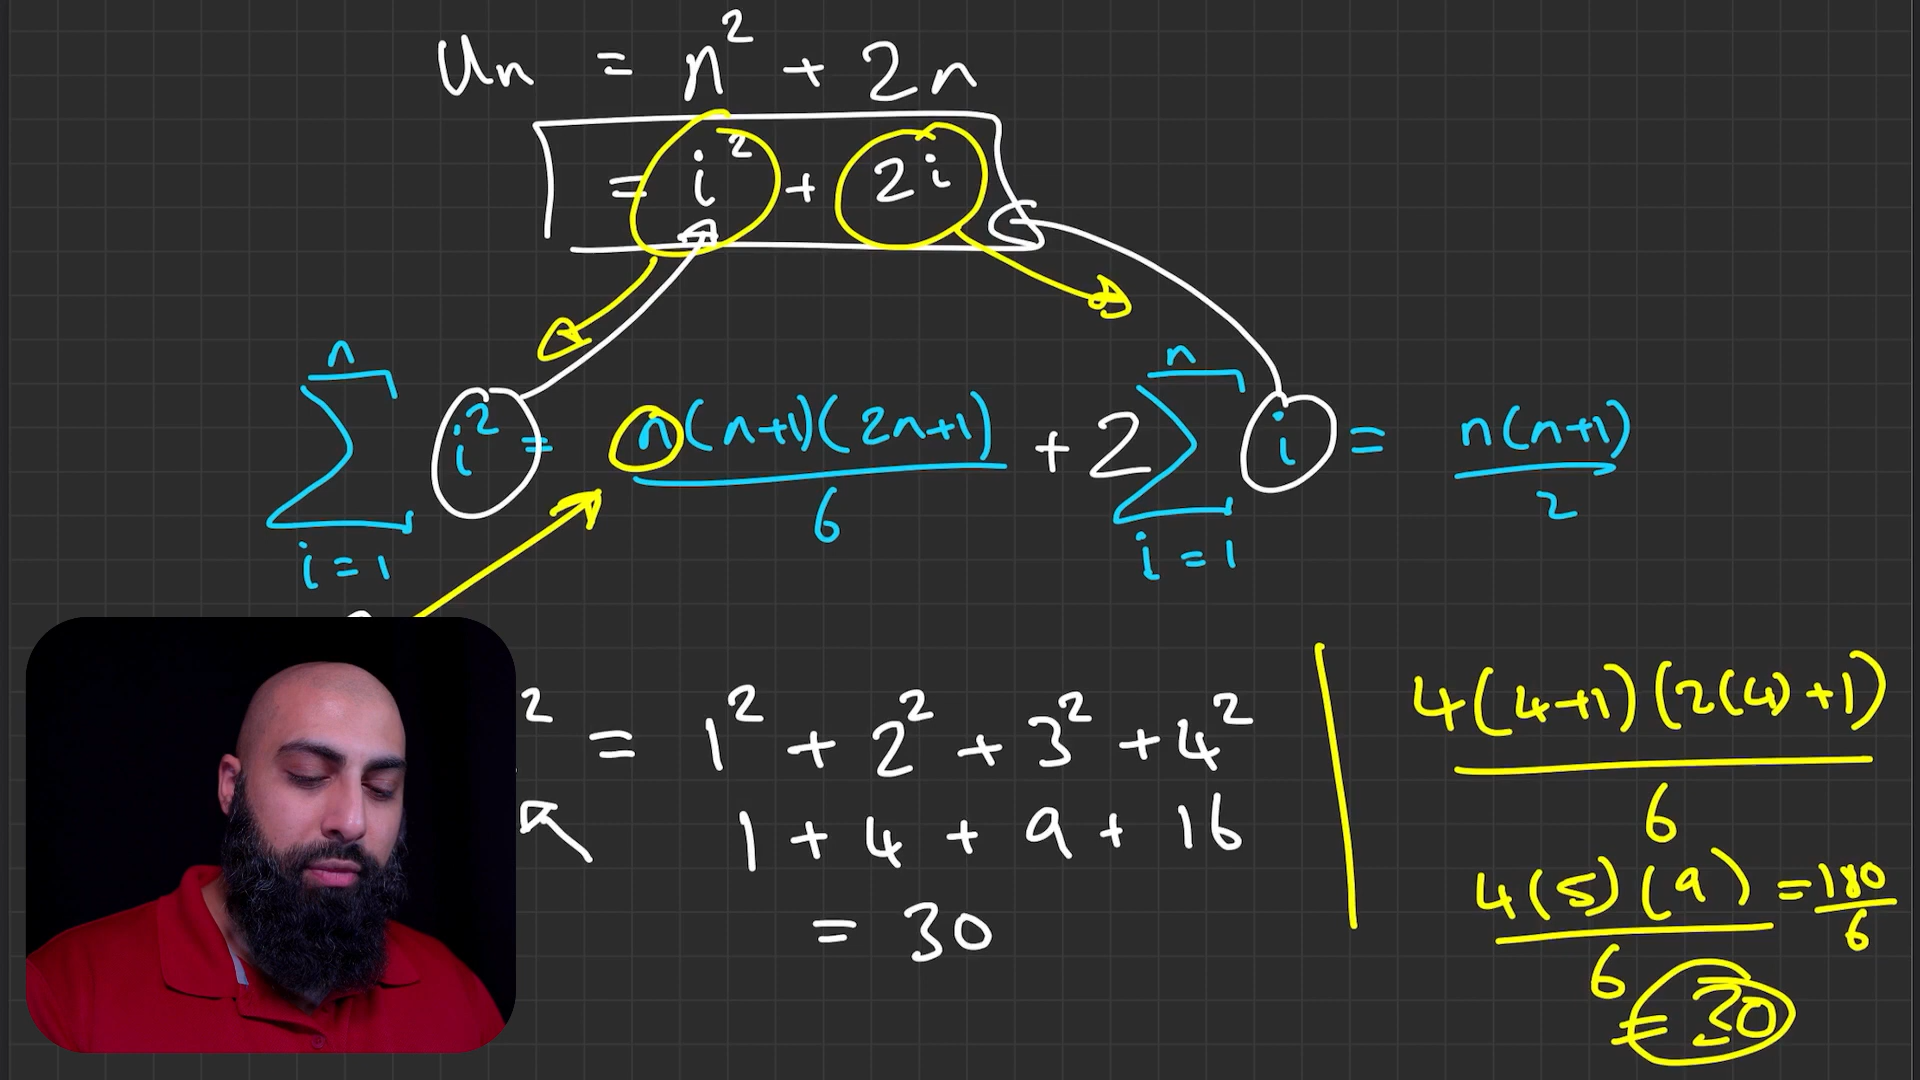 Un = n² + 2n
= i² + 2i
n n
∑ i² = n(n+1)(2n+1) + 2 ∑ i = n(n+1)
6 2
i = 1 i = 1
² = 1² + 2² + 3² + 4²
1 + 4 + 9 + 16
= 30
4(4+1)(2(4)+1)
6
4(5)(9) = 180
6 6
= 30